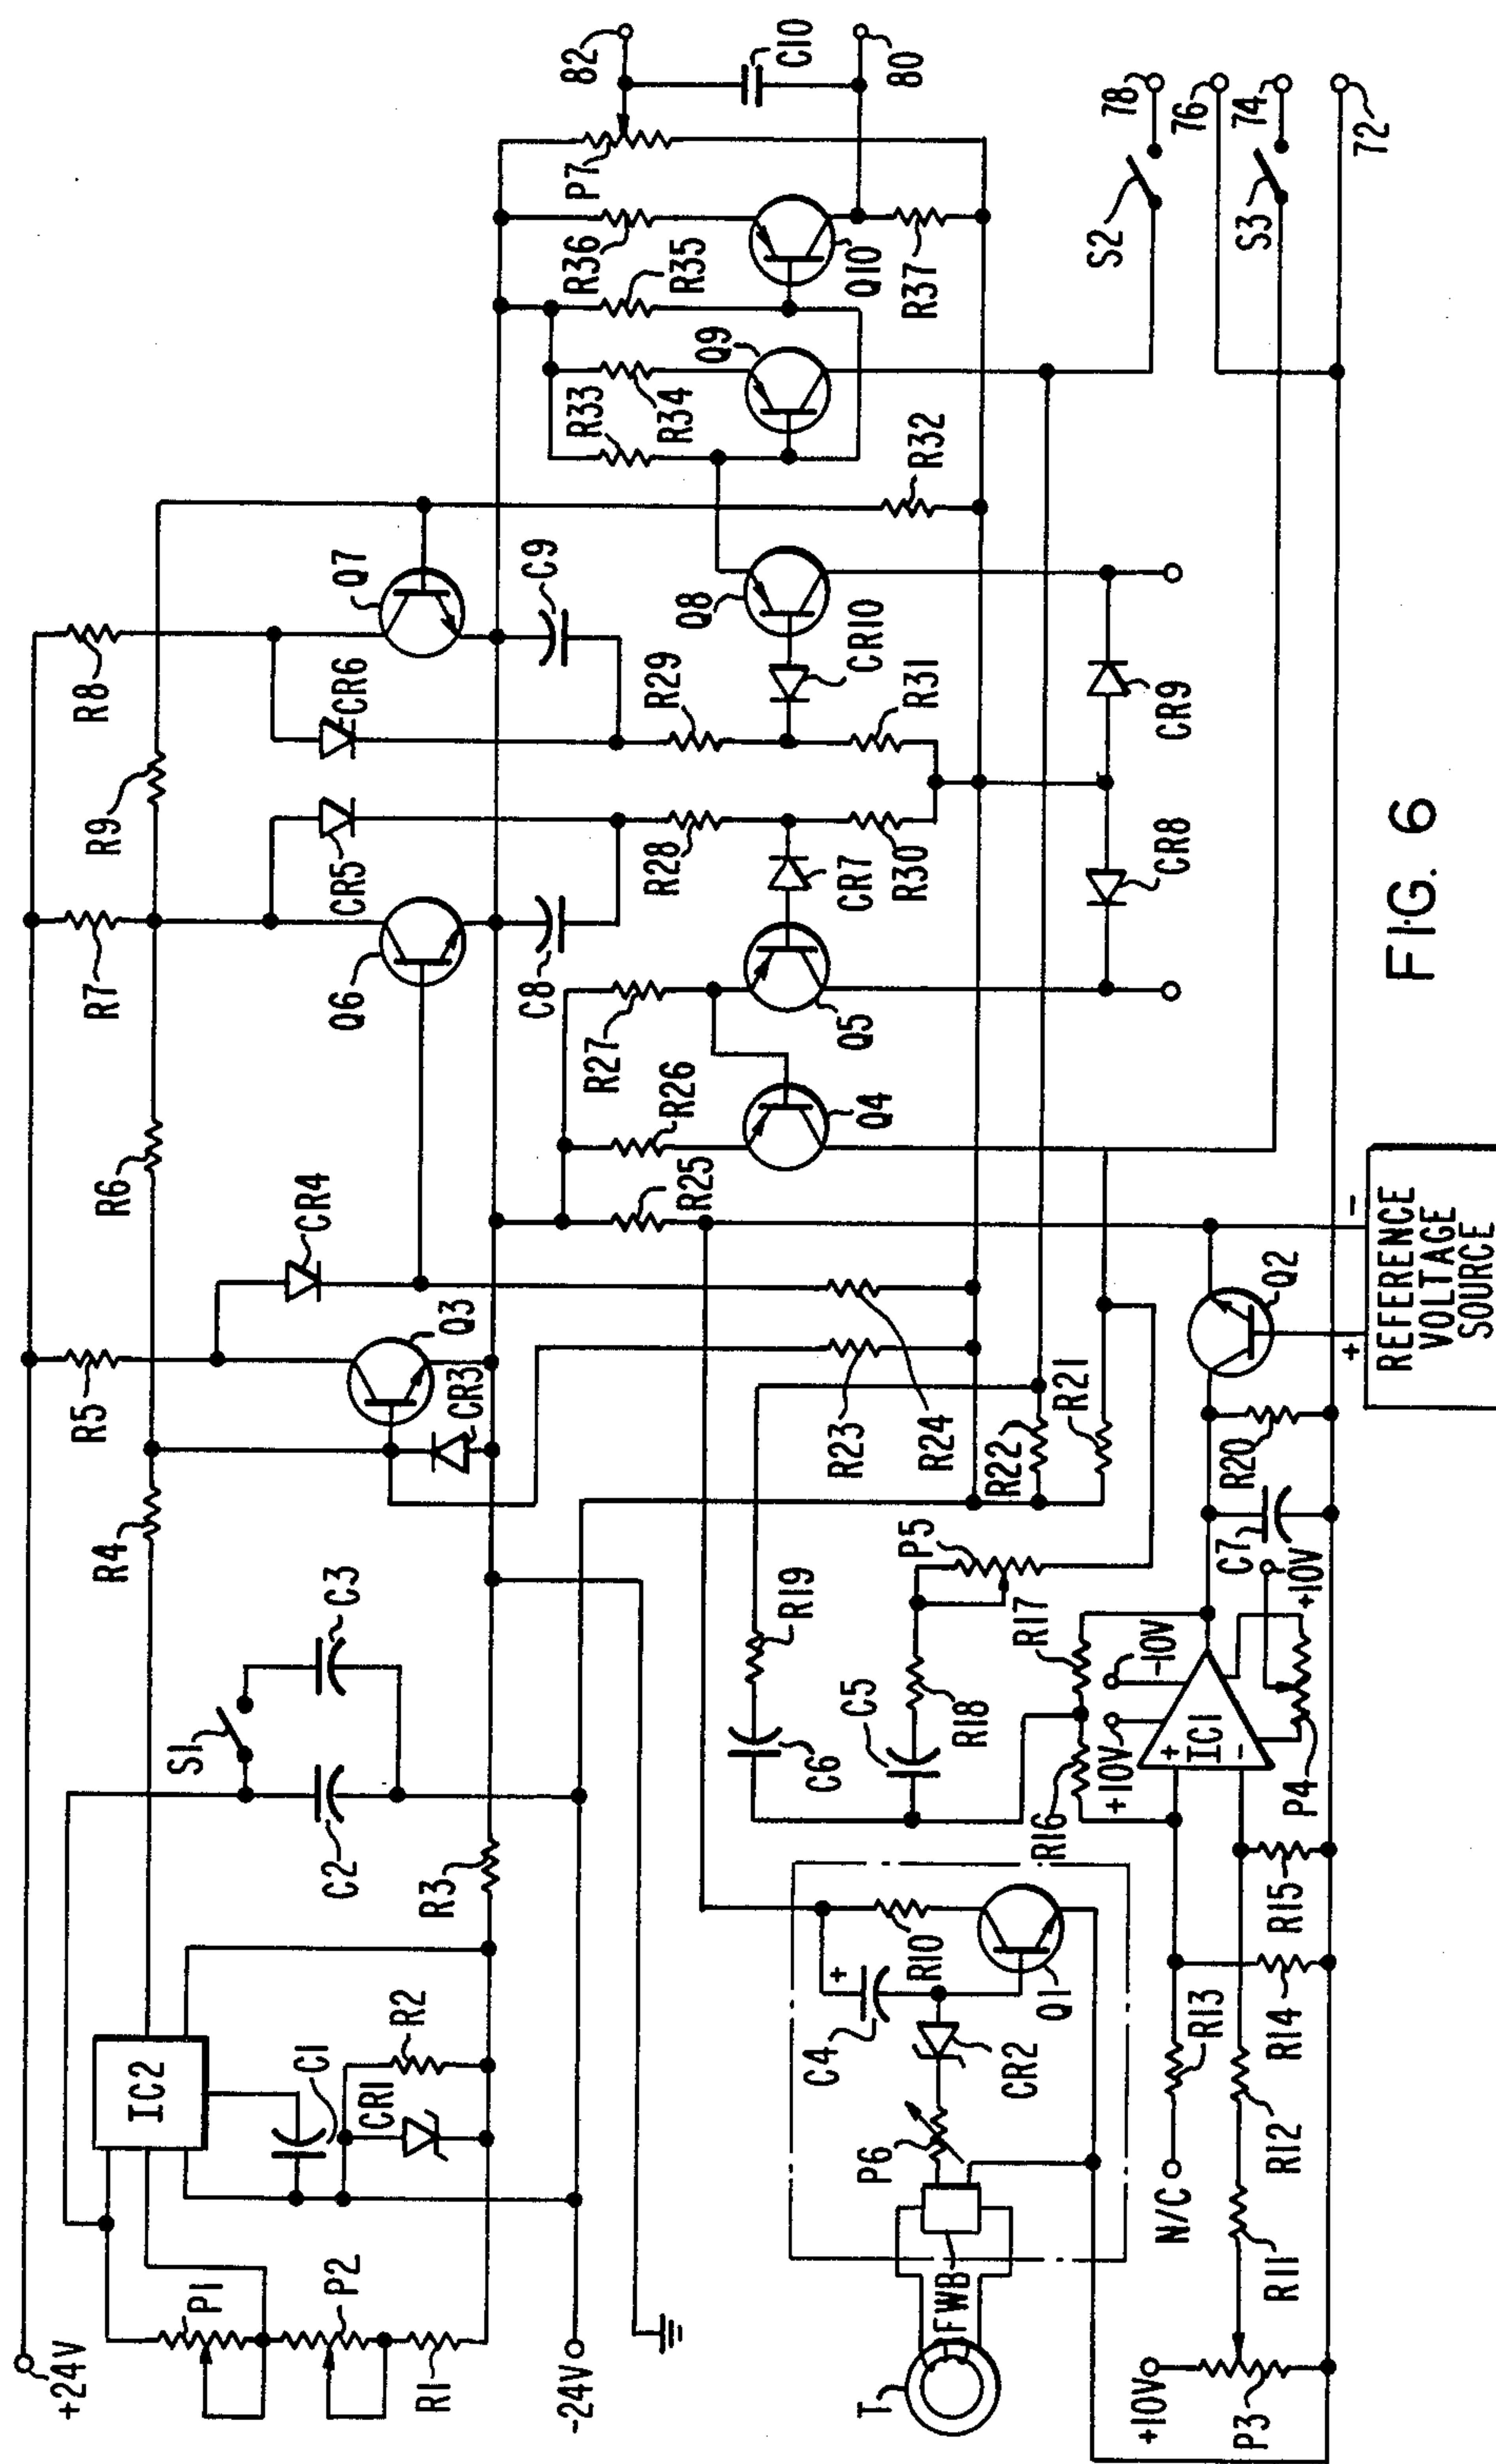 +24V
R5
R7
R8
R4
R6
R9
CR4
CR5
CR6
Q3
Q6
Q7
S1
C2
C3
CR3
IC2
P1
P2
R1
C1
CR1
R2
R3
-24V
C8
C9
R25
R26
R27
R28
R29
R33
R34
R35
R36
P7
82
C10
80
Q4
Q5
Q8
Q9
Q10
CR7
CR10
R30
R31
R32
R37
R23
R24
R22
R21
CR8
CR9
S2
78
76
S3
74
72
T
FWB
P6
C4
+
CR2
R10
Q1
C6
R19
C5
R18
P5
R16
R17
+10V
-10V
+
IC1
-
P4
+10V
C7
R20
Q2
N/C
R13
R14
R15
R11
R12
+10V
P3
+
-
REFERENCE
VOLTAGE
SOURCE
FIG. 6